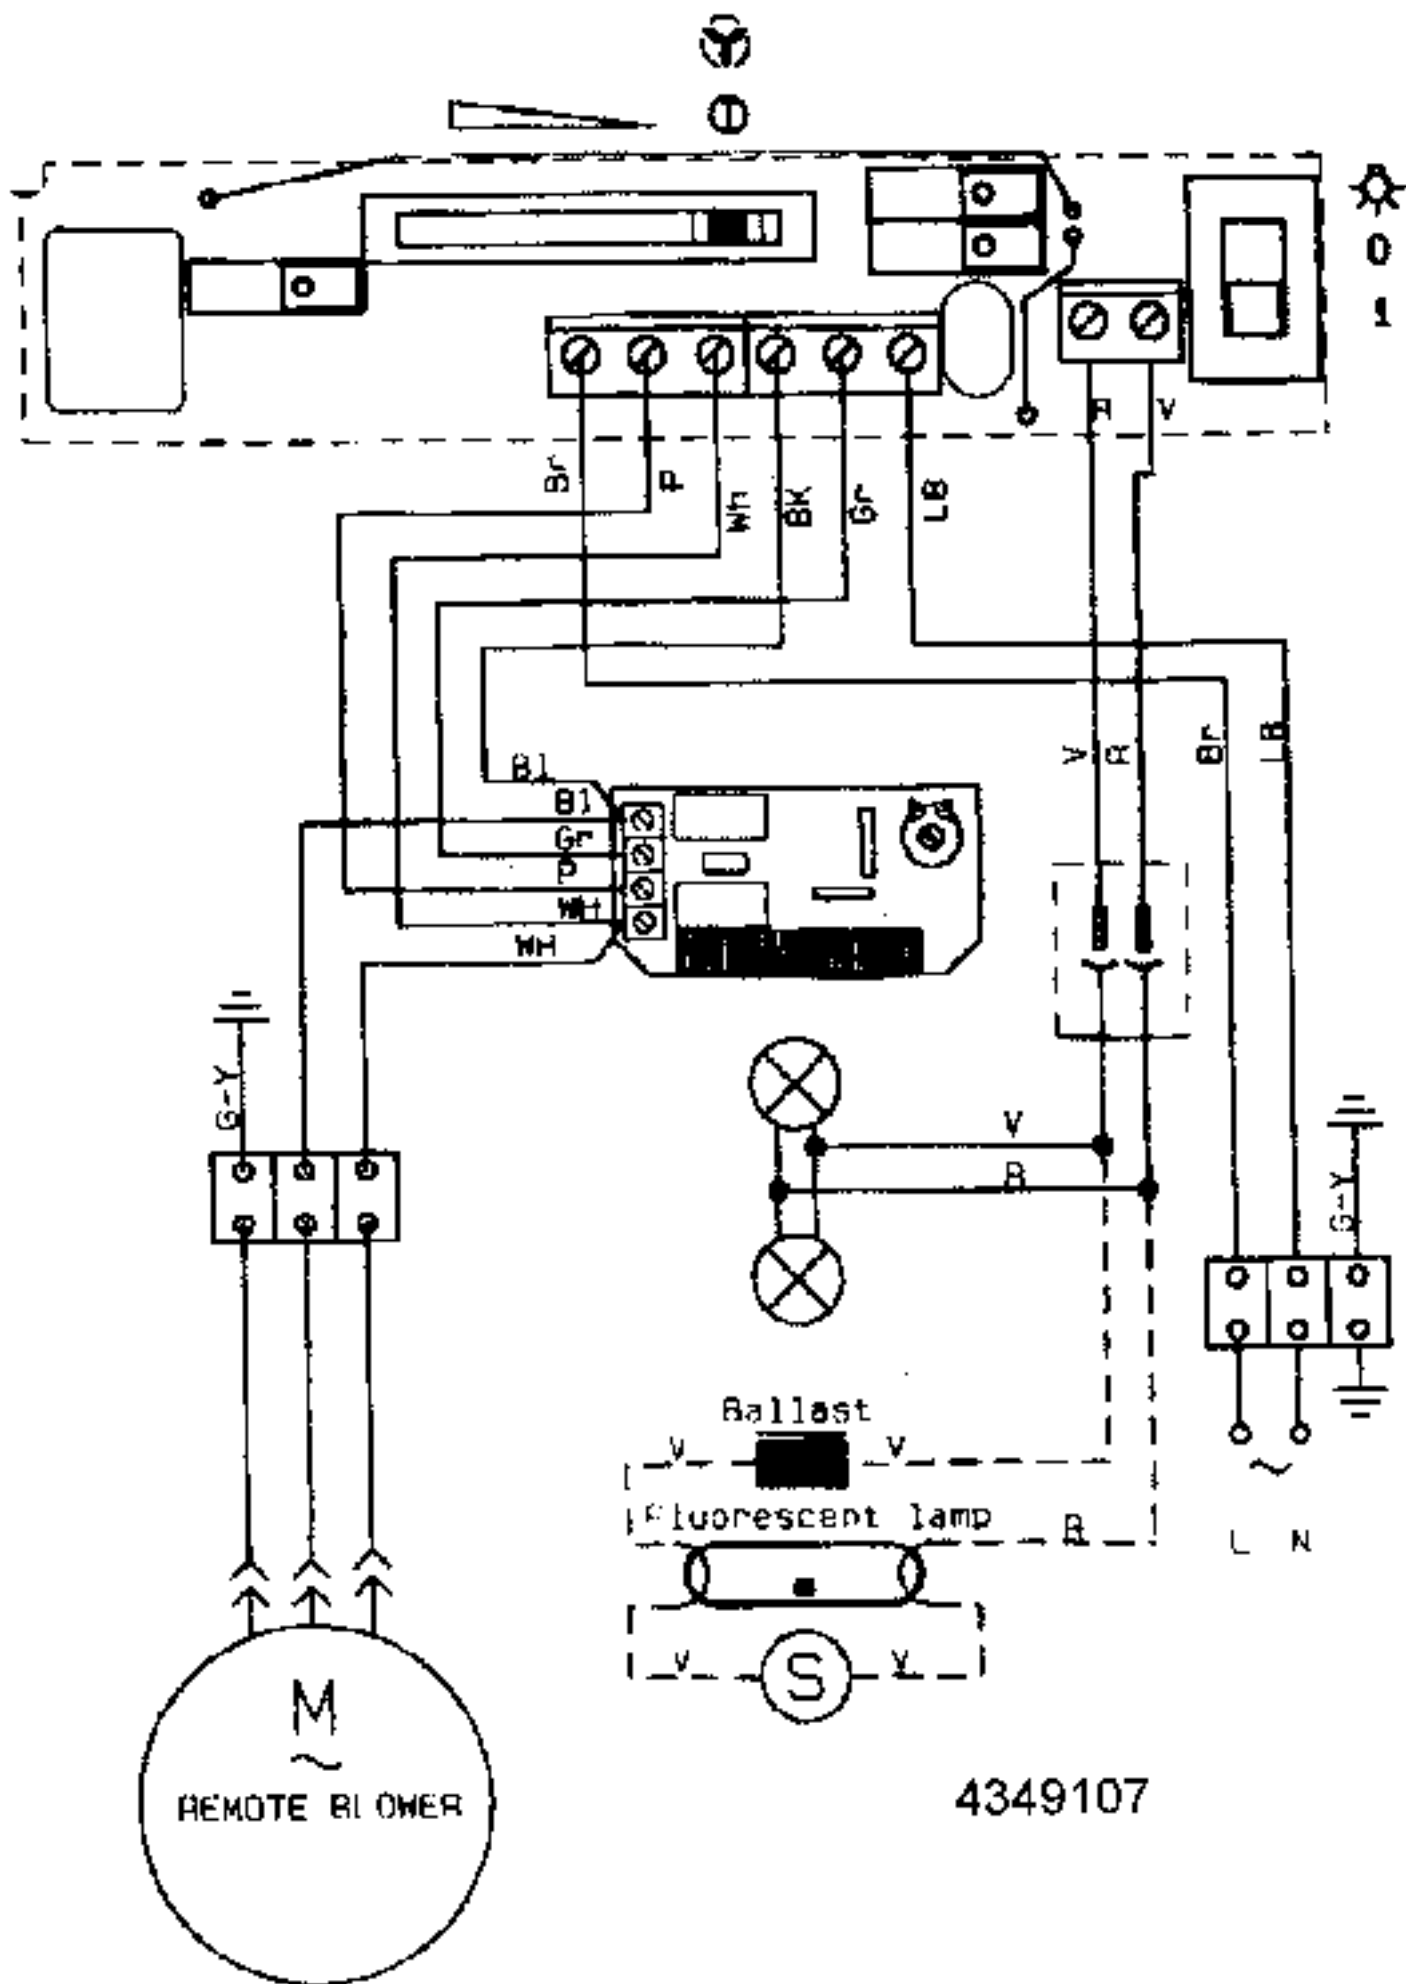 0
1
R V
Br P Wh BK Gr LB
V R Br LB
Bl
Bl
Gr
P
WH
WH
G-Y
V
R
G-Y
Ballast
V V
Fluorescent lamp
R
L N
V S V
M
~
REMOTE BLOWER
4349107